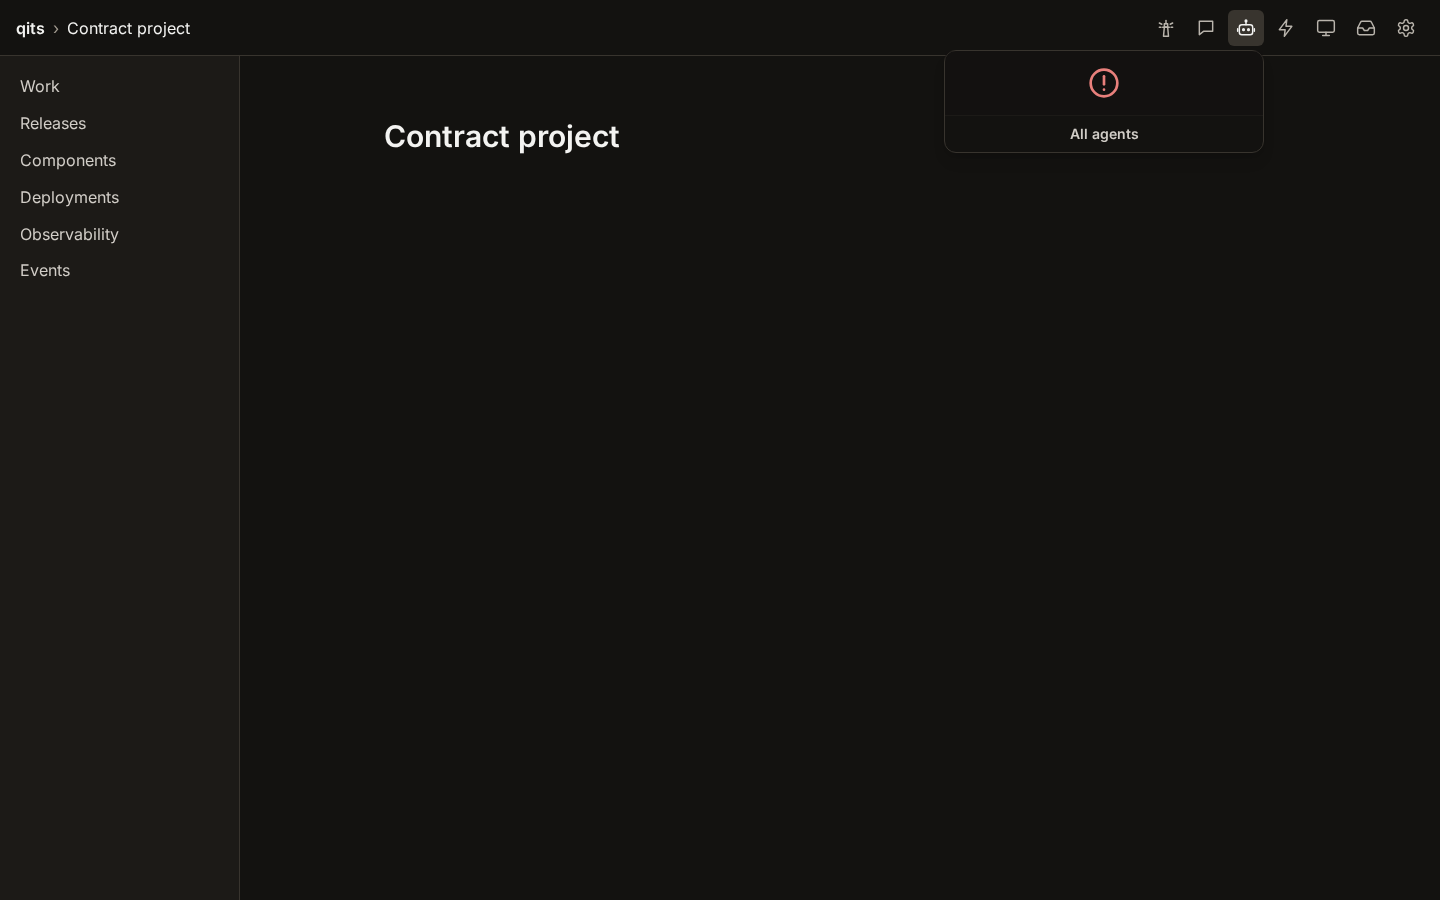 qits › Contract project
Work
Releases
Components
Deployments
Observability
Events
Contract project
All agents